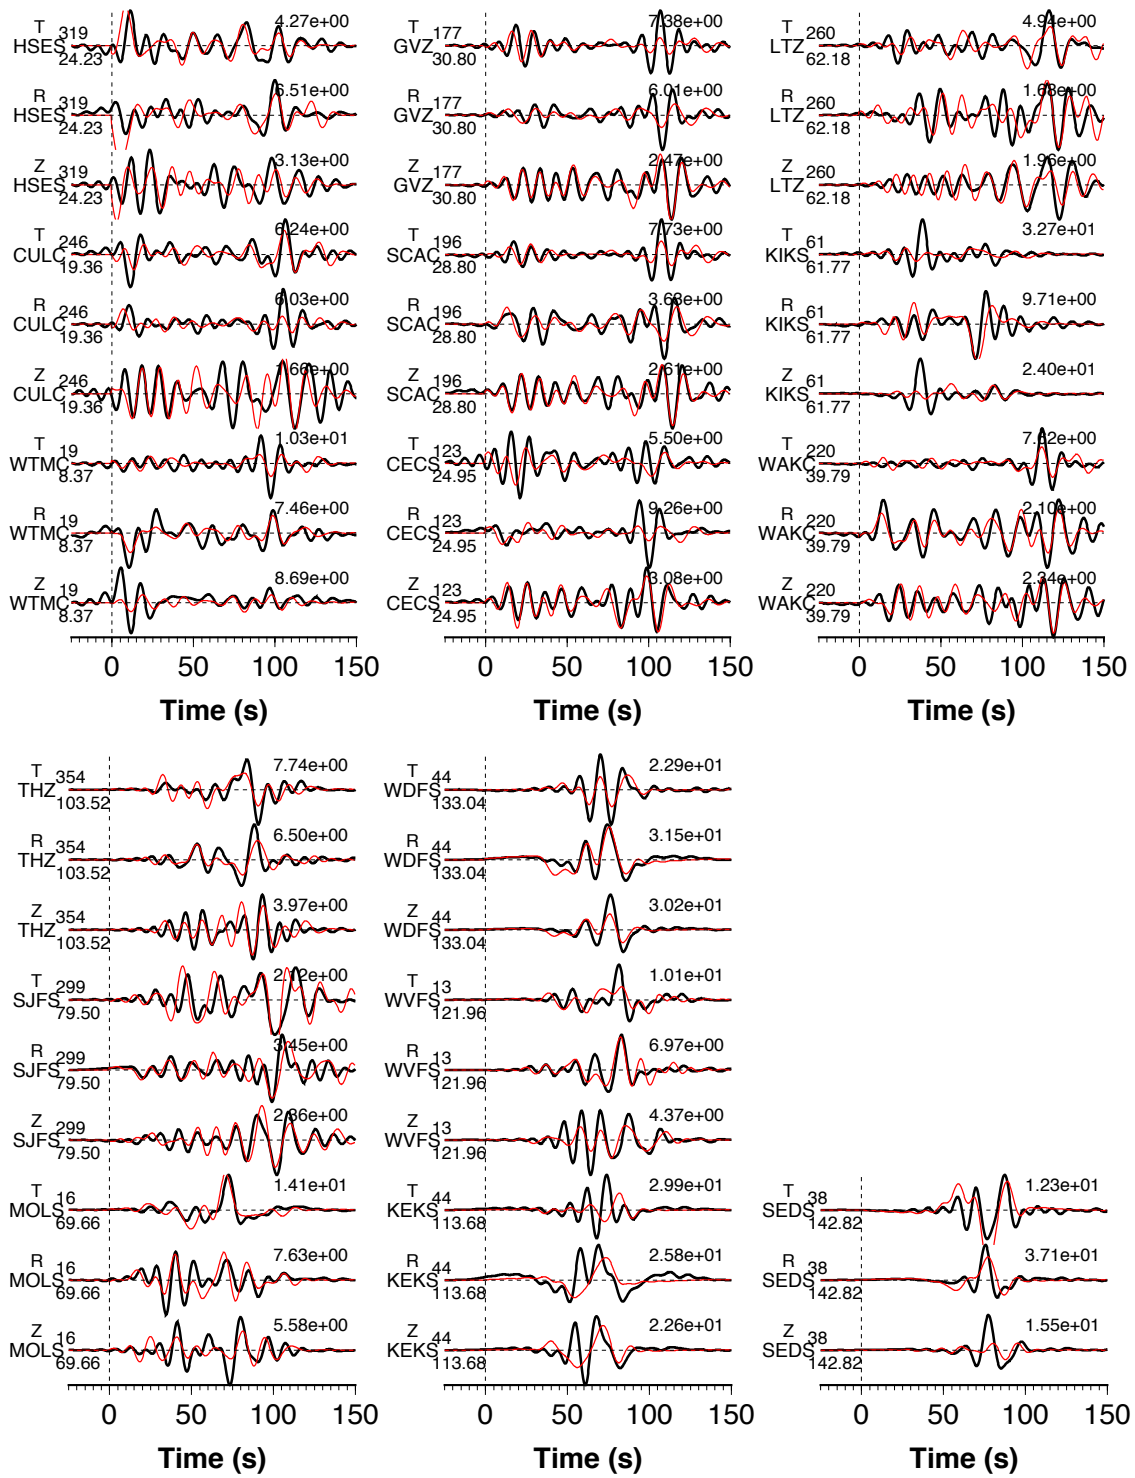 T 319 4.27e+00
HSES
24.23
R 319 6.51e+00
HSES
24.23
Z 319 3.13e+00
HSES
24.23
T 246 6.24e+00
CULC
19.36
R 246 6.03e+00
CULC
19.36
Z 246 1.66e+00
CULC
19.36
T 19 1.03e+01
WTMC
8.37
R 19 7.46e+00
WTMC
8.37
Z 19 8.69e+00
WTMC
8.37
0 50 100 150
Time (s)
T 177 7.38e+00
GVZ
30.80
R 177 6.01e+00
GVZ
30.80
Z 177 2.47e+00
GVZ
30.80
T 196 7.73e+00
SCAC
28.80
R 196 3.63e+00
SCAC
28.80
Z 196 2.61e+00
SCAC
28.80
T 123 5.50e+00
CECS
24.95
R 123 9.26e+00
CECS
24.95
Z 123 3.08e+00
CECS
24.95
0 50 100 150
Time (s)
T 260 4.94e+00
LTZ
62.18
R 260 1.68e+00
LTZ
62.18
Z 260 1.96e+00
LTZ
62.18
T 61 3.27e+01
KIKS
61.77
R 61 9.71e+00
KIKS
61.77
Z 61 2.40e+01
KIKS
61.77
T 220 7.62e+00
WAKC
39.79
R 220 2.10e+00
WAKC
39.79
Z 220 2.34e+00
WAKC
39.79
0 50 100 150
Time (s)
T 354 7.74e+00
THZ
103.52
R 354 6.50e+00
THZ
103.52
Z 354 3.97e+00
THZ
103.52
T 299 2.12e+00
SJFS
79.50
R 299 3.45e+00
SJFS
79.50
Z 299 2.86e+00
SJFS
79.50
T 16 1.41e+01
MOLS
69.66
R 16 7.63e+00
MOLS
69.66
Z 16 5.58e+00
MOLS
69.66
0 50 100 150
Time (s)
T 44 2.29e+01
WDFS
133.04
R 44 3.15e+01
WDFS
133.04
Z 44 3.02e+01
WDFS
133.04
T 13 1.01e+01
WVFS
121.96
R 13 6.97e+00
WVFS
121.96
Z 13 4.37e+00
WVFS
121.96
T 44 2.99e+01
KEKS
113.68
R 44 2.58e+01
KEKS
113.68
Z 44 2.26e+01
KEKS
113.68
0 50 100 150
Time (s)
T 38 1.23e+01
SEDS
142.82
R 38 3.71e+01
SEDS
142.82
Z 38 1.55e+01
SEDS
142.82
0 50 100 150
Time (s)